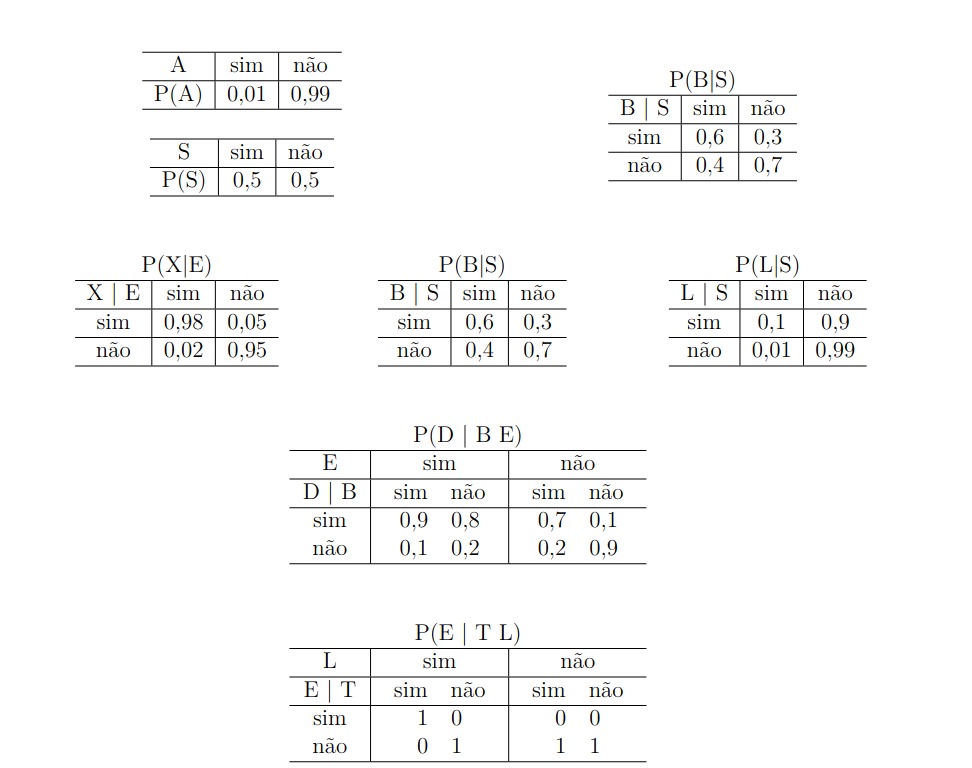 A sim não
P(A) 0,01 0,99
S sim não
P(S) 0,5 0,5
P(B|S)
B | S sim não
sim 0,6 0,3
não 0,4 0,7
P(X|E)
X | E sim não
sim 0,98 0,05
não 0,02 0,95
P(B|S)
B | S sim não
sim 0,6 0,3
não 0,4 0,7
P(L|S)
L | S sim não
sim 0,1 0,9
não 0,01 0,99
P(D | B E)
E sim não
D | B sim não sim não
sim 0,9 0,8 0,7 0,1
não 0,1 0,2 0,2 0,9
P(E | T L)
L sim não
E | T sim não sim não
sim 1 0 0 0
não 0 1 1 1